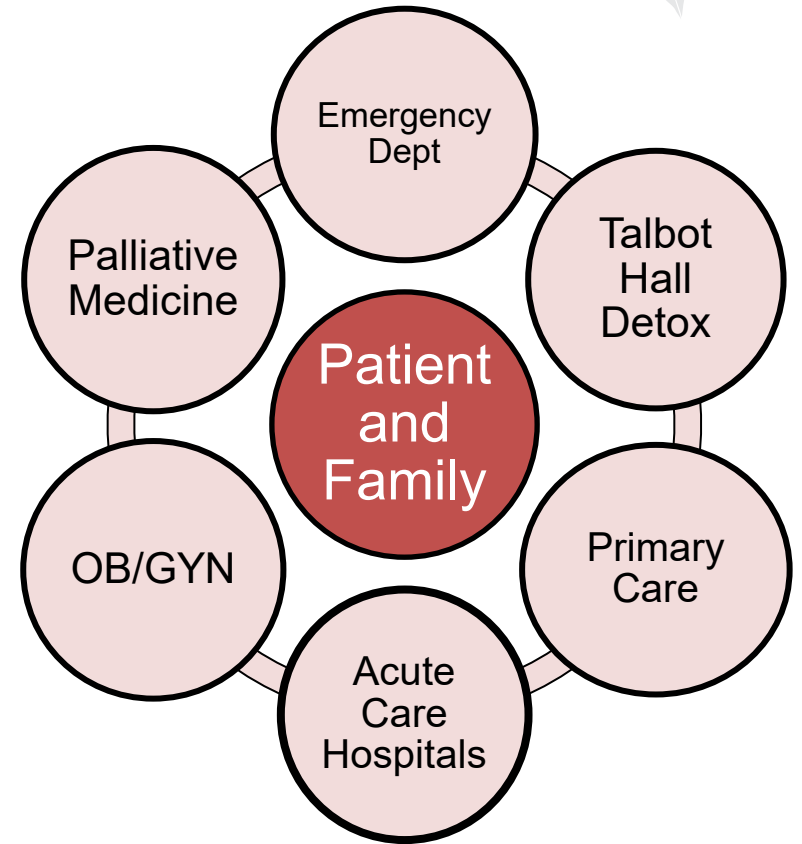 Emergency
Dept
Talbot
Hall
Detox
Primary
Care
Acute
Care
Hospitals
OB/GYN
Palliative
Medicine
Patient
and
Family